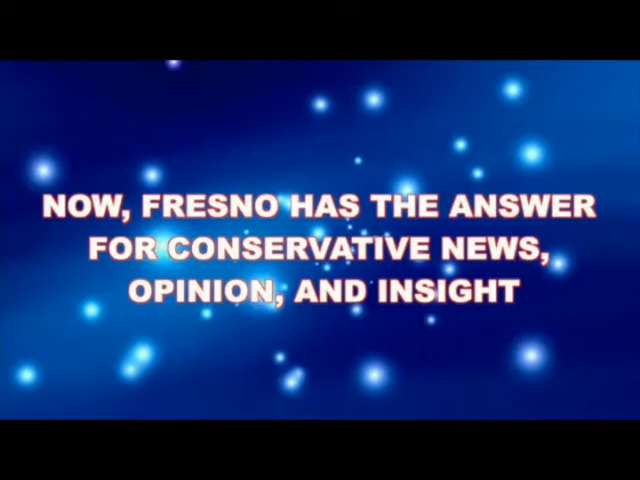 NOW, FRESNO HAS THE ANSWER
FOR CONSERVATIVE NEWS,
OPINION, AND INSIGHT